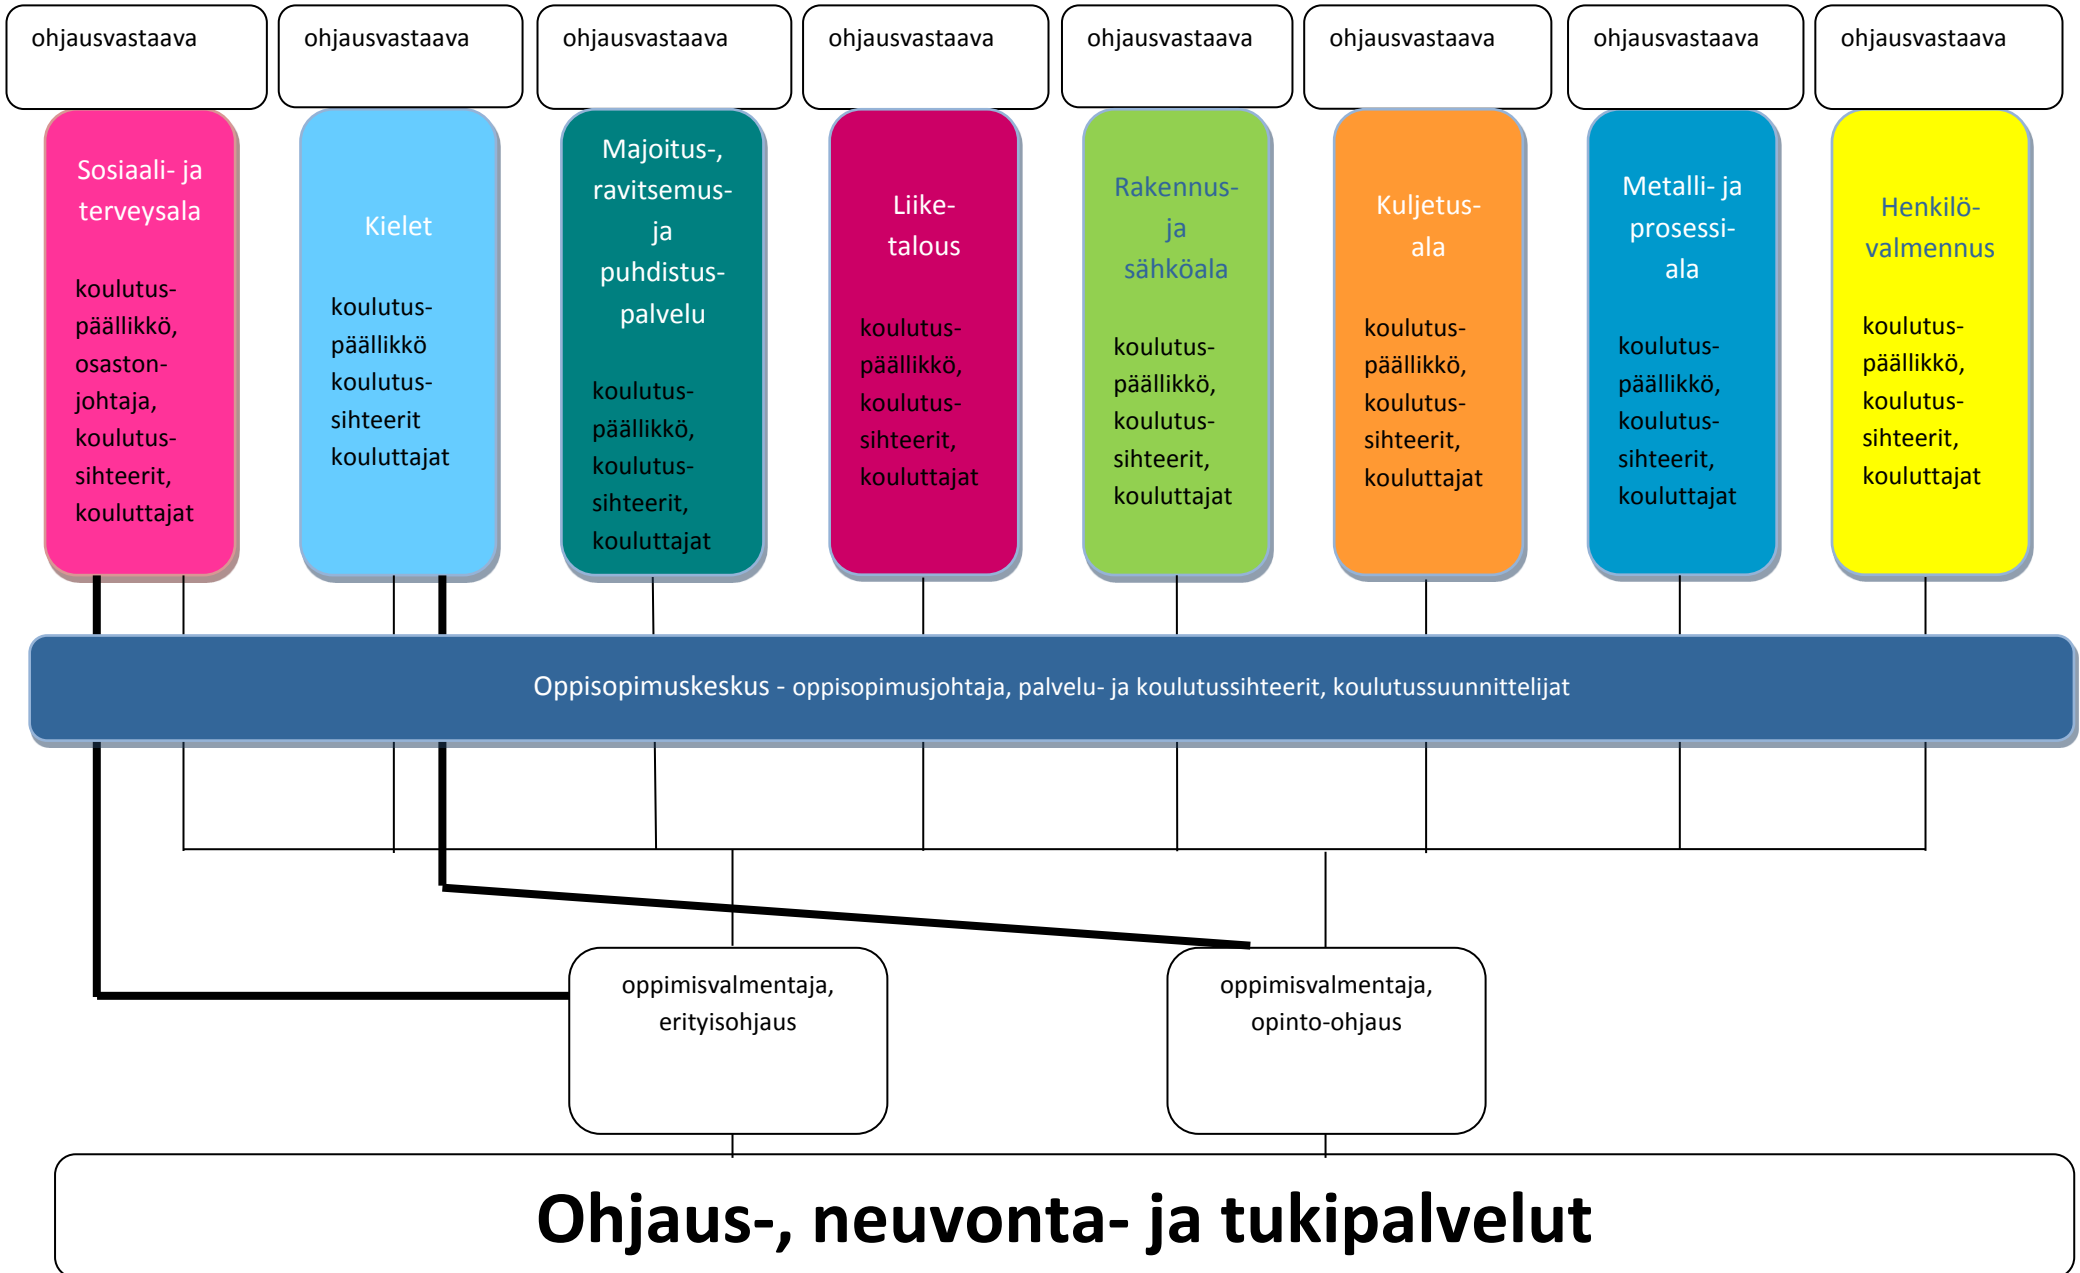 ohjausvastaava
ohjausvastaava
ohjausvastaava
ohjausvastaava
ohjausvastaava
ohjausvastaava
ohjausvastaava
ohjausvastaava
Sosiaali- ja
terveysala
koulutus-
päällikkö,
osaston-
johtaja,
koulutus-
sihteerit,
kouluttajat
Kielet
koulutus-
päällikkö
koulutus-
sihteerit
kouluttajat
Majoitus-,
ravitsemus-
ja
puhdistus-
palvelu
koulutus-
päällikkö,
koulutus-
sihteerit,
kouluttajat
Liike-
talous
koulutus-
päällikkö,
koulutus-
sihteerit,
kouluttajat
Rakennus-
ja
sähköala
koulutus-
päällikkö,
koulutus-
sihteerit,
kouluttajat
Kuljetus-
ala
koulutus-
päällikkö,
koulutus-
sihteerit,
kouluttajat
Metalli- ja
prosessi-
ala
koulutus-
päällikkö,
koulutus-
sihteerit,
kouluttajat
Henkilö-
valmennus
koulutus-
päällikkö,
koulutus-
sihteerit,
kouluttajat
Oppisopimuskeskus - oppisopimusjohtaja, palvelu- ja koulutussihteerit, koulutussuunnittelijat
oppimisvalmentaja,
erityisohjaus
oppimisvalmentaja,
opinto-ohjaus
Ohjaus-, neuvonta- ja tukipalvelut